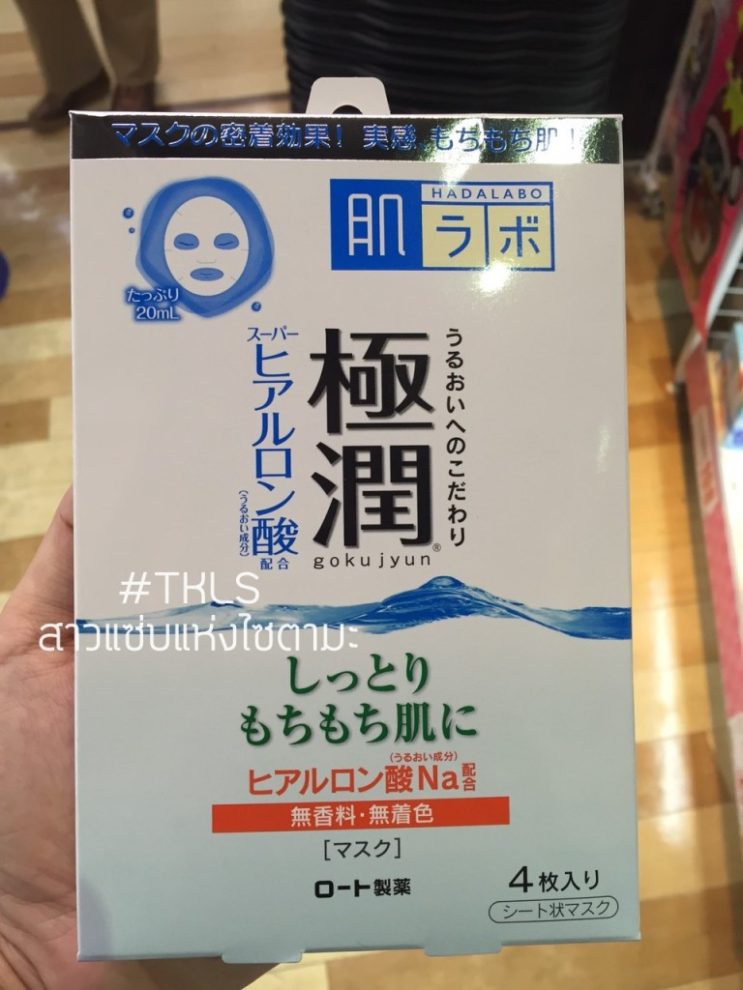 マスクの密着効果！ 実感、もちもち肌！
HADALABO
肌ラボ
たっぷり
20mL
うるおいへのこだわり
極潤®
gokujyun
スーパー
ヒアルロン酸
(うるおい成分)
配合
#TKLS
สาวแซ่บแห่งไซตามะ
しっとり
もちもち肌に
(うるおい成分)
ヒアルロン酸Na配合
無香料・無着色
[マスク]
ロート製薬
4枚入り
シート状マスク